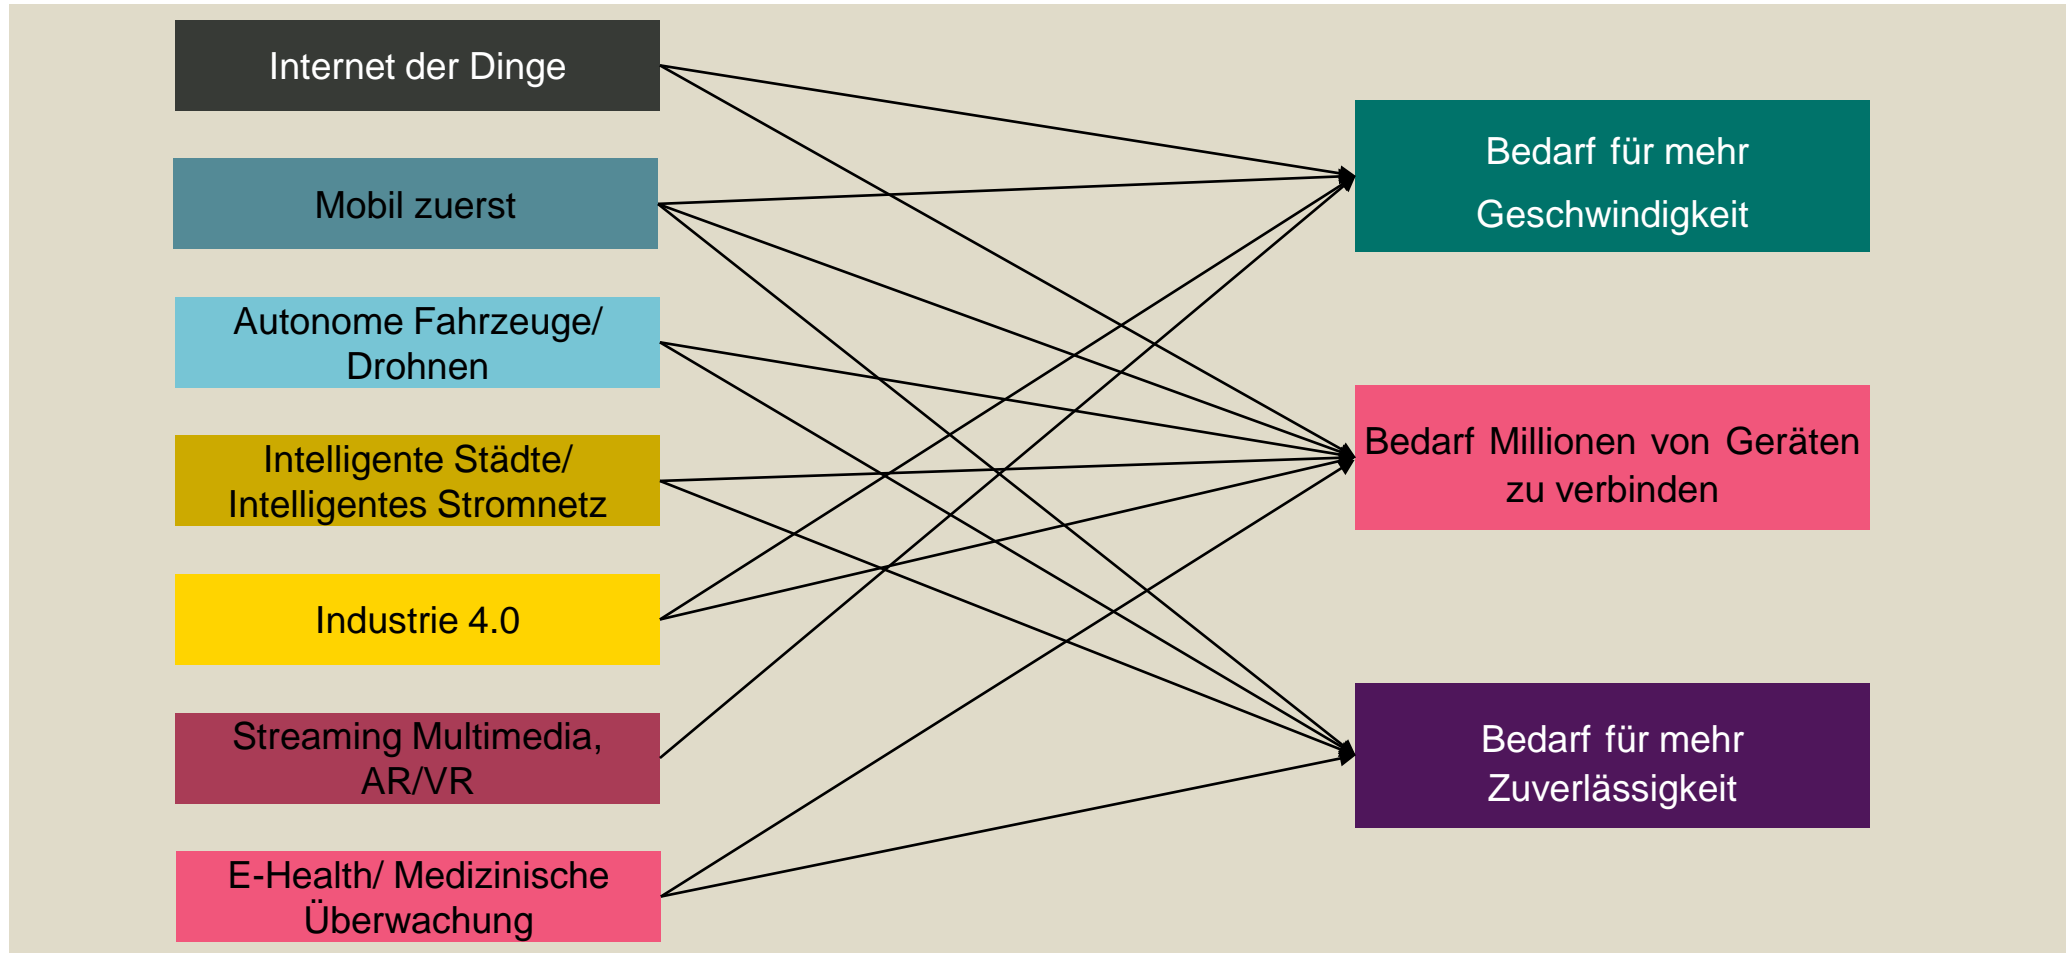 Internet der Dinge
Mobil zuerst
Autonome Fahrzeuge/
Drohnen
Intelligente Städte/
Intelligentes Stromnetz
Industrie 4.0
Streaming Multimedia,
AR/VR
E-Health/ Medizinische
Überwachung
Bedarf für mehr
Geschwindigkeit
Bedarf Millionen von Geräten
zu verbinden
Bedarf für mehr
Zuverlässigkeit